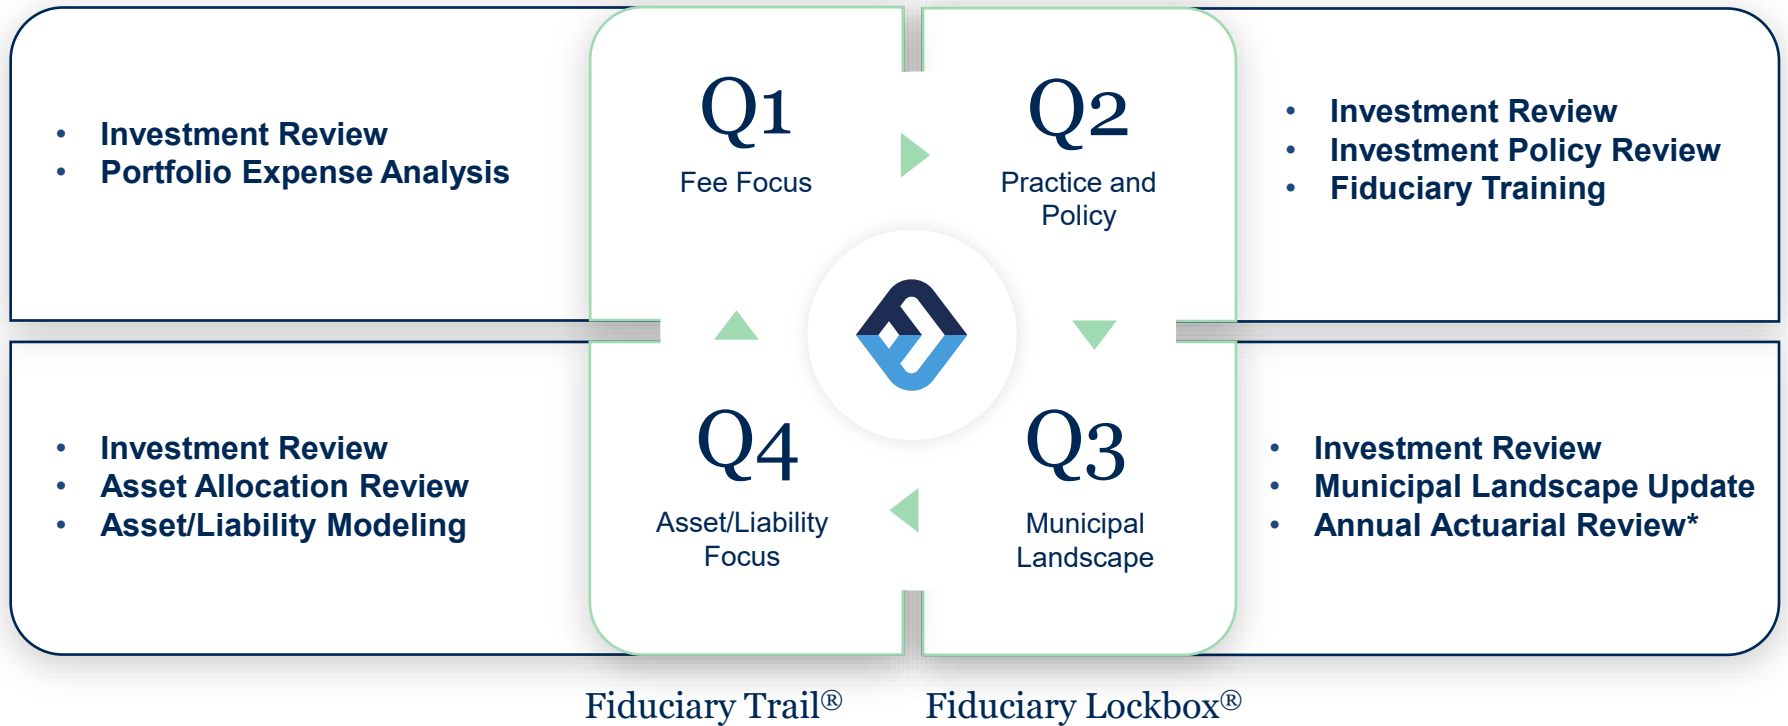 Q1
Fee Focus
• Investment Review
• Portfolio Expense Analysis
Q2
Practice and
Policy
• Investment Review
• Investment Policy Review
• Fiduciary Training
Q3
Municipal
Landscape
• Investment Review
• Municipal Landscape Update
• Annual Actuarial Review*
Q4
Asset/Liability
Focus
• Investment Review
• Asset Allocation Review
• Asset/Liability Modeling
Fiduciary Trail®
Fiduciary Lockbox®